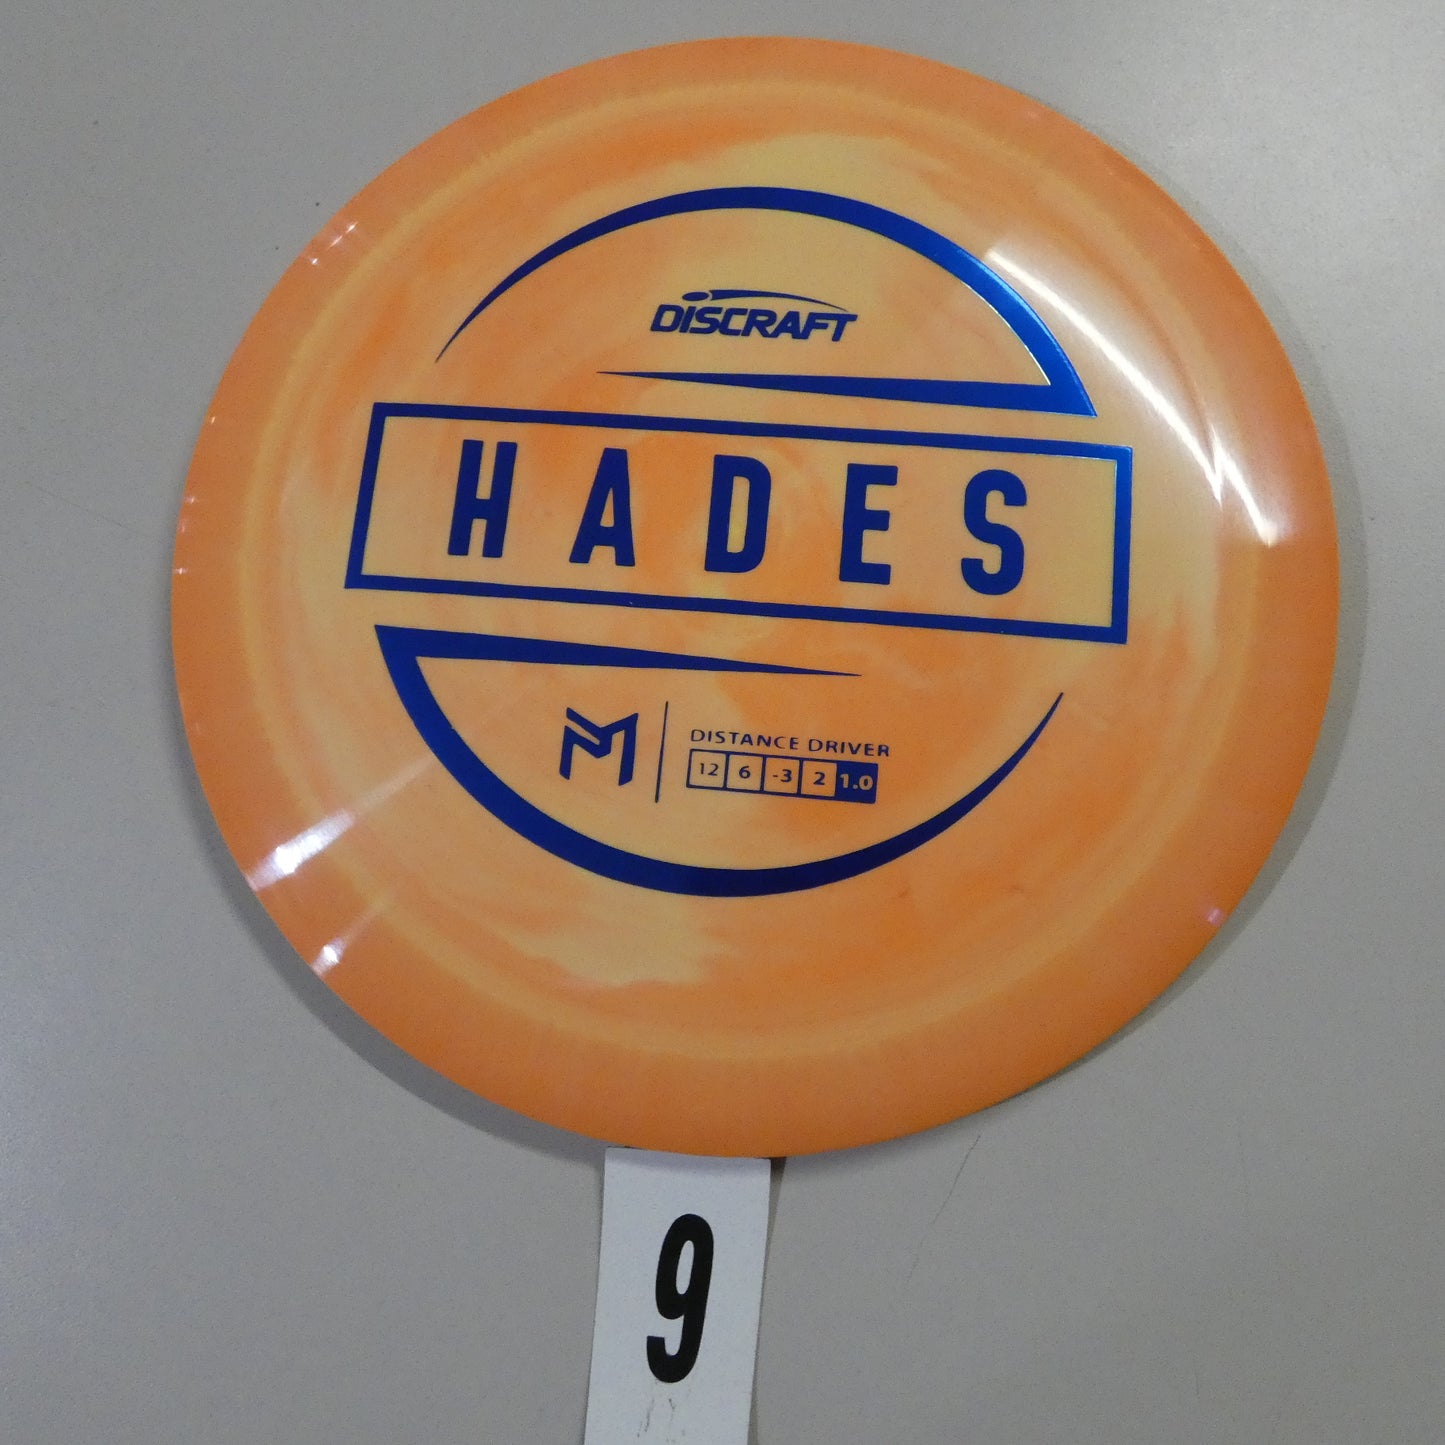 DISCRAFT
HADES
M
DISTANCE DRIVER
12 6 -3 2 1.0
9